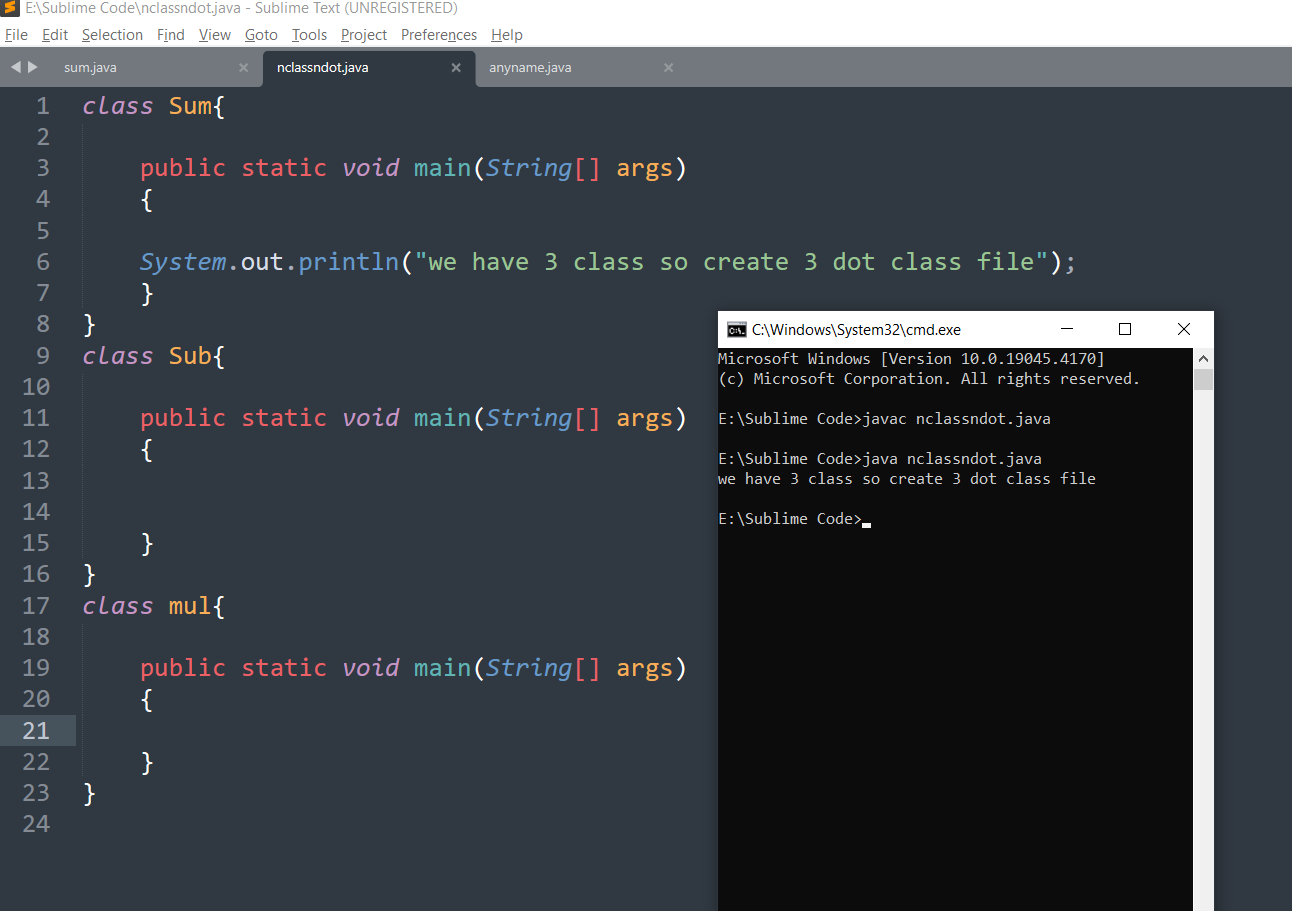 E:\Sublime Code\nclassndot.java - Sublime Text (UNREGISTERED)
File Edit Selection Find View Goto Tools Project Preferences Help
sum.java nclassndot.java anyname.java
1 class Sum{
2
3 public static void main(String[] args)
4 {
5
6 System.out.println("we have 3 class so create 3 dot class file");
7 }
8 }
9 class Sub{
10
11 public static void main(String[] args)
12 {
13
14
15 }
16 }
17 class mul{
18
19 public static void main(String[] args)
20 {
21
22 }
23 }
24
C:\Windows\System32\cmd.exe
Microsoft Windows [Version 10.0.19045.4170]
(c) Microsoft Corporation. All rights reserved.
E:\Sublime Code>javac nclassndot.java
E:\Sublime Code>java nclassndot.java
we have 3 class so create 3 dot class file
E:\Sublime Code>